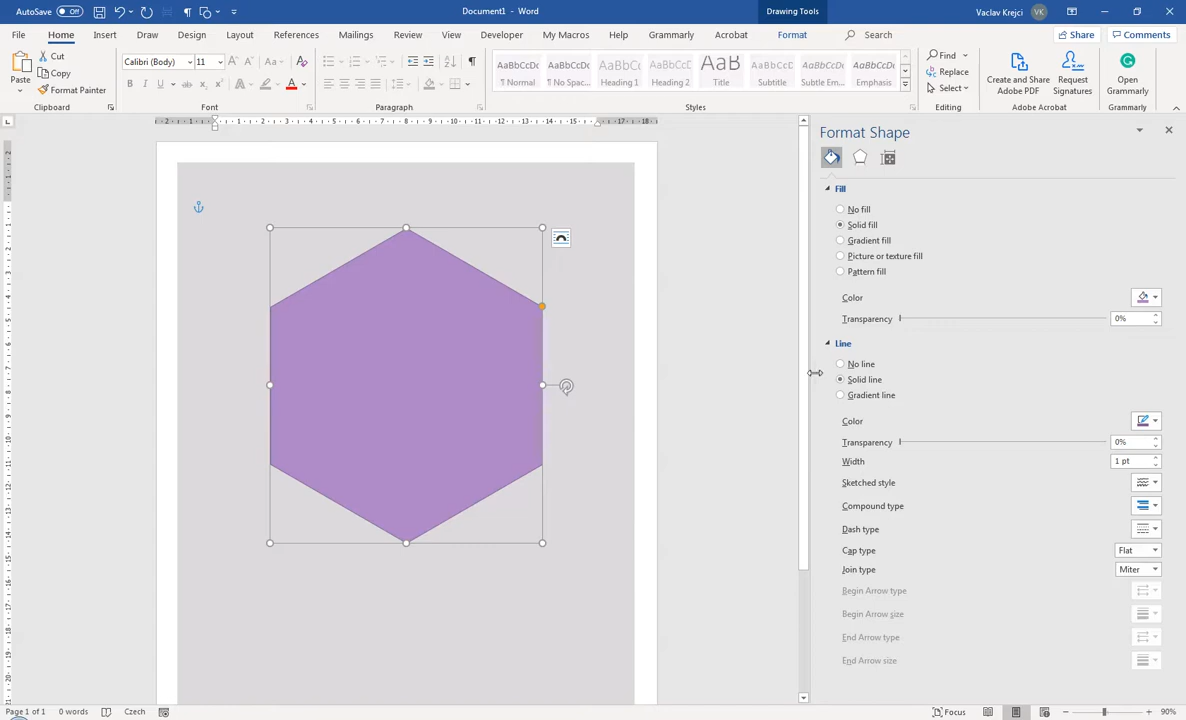 AutoSave Off Document1 - Word Drawing Tools Vaclav Krejci VK
File Home Insert Draw Design Layout References Mailings Review View Developer My Macros Help Grammarly Acrobat Format Search Share Comments
Paste Cut Copy Format Painter
Calibri (Body) 11
AaBbCcDc AaBbCcDc AaBbCc AaBbCcC AaB AaBbCcC AaBbCcDc AaBbCcDc
¶ Normal ¶ No Spac... Heading 1 Heading 2 Title Subtitle Subtle Em... Emphasis
Find Replace Select
Create and Share Adobe PDF Request Signatures Open Grammarly
Clipboard Font Paragraph Styles Editing Adobe Acrobat Grammarly
Format Shape
Fill
No fill
Solid fill
Gradient fill
Picture or texture fill
Pattern fill
Color
Transparency 0%
Line
No line
Solid line
Gradient line
Color
Transparency 0%
Width 1 pt
Sketched style
Compound type
Dash type
Cap type Flat
Join type Miter
Begin Arrow type
Begin Arrow size
End Arrow type
End Arrow size
Page 1 of 1 0 words Czech Focus 90%